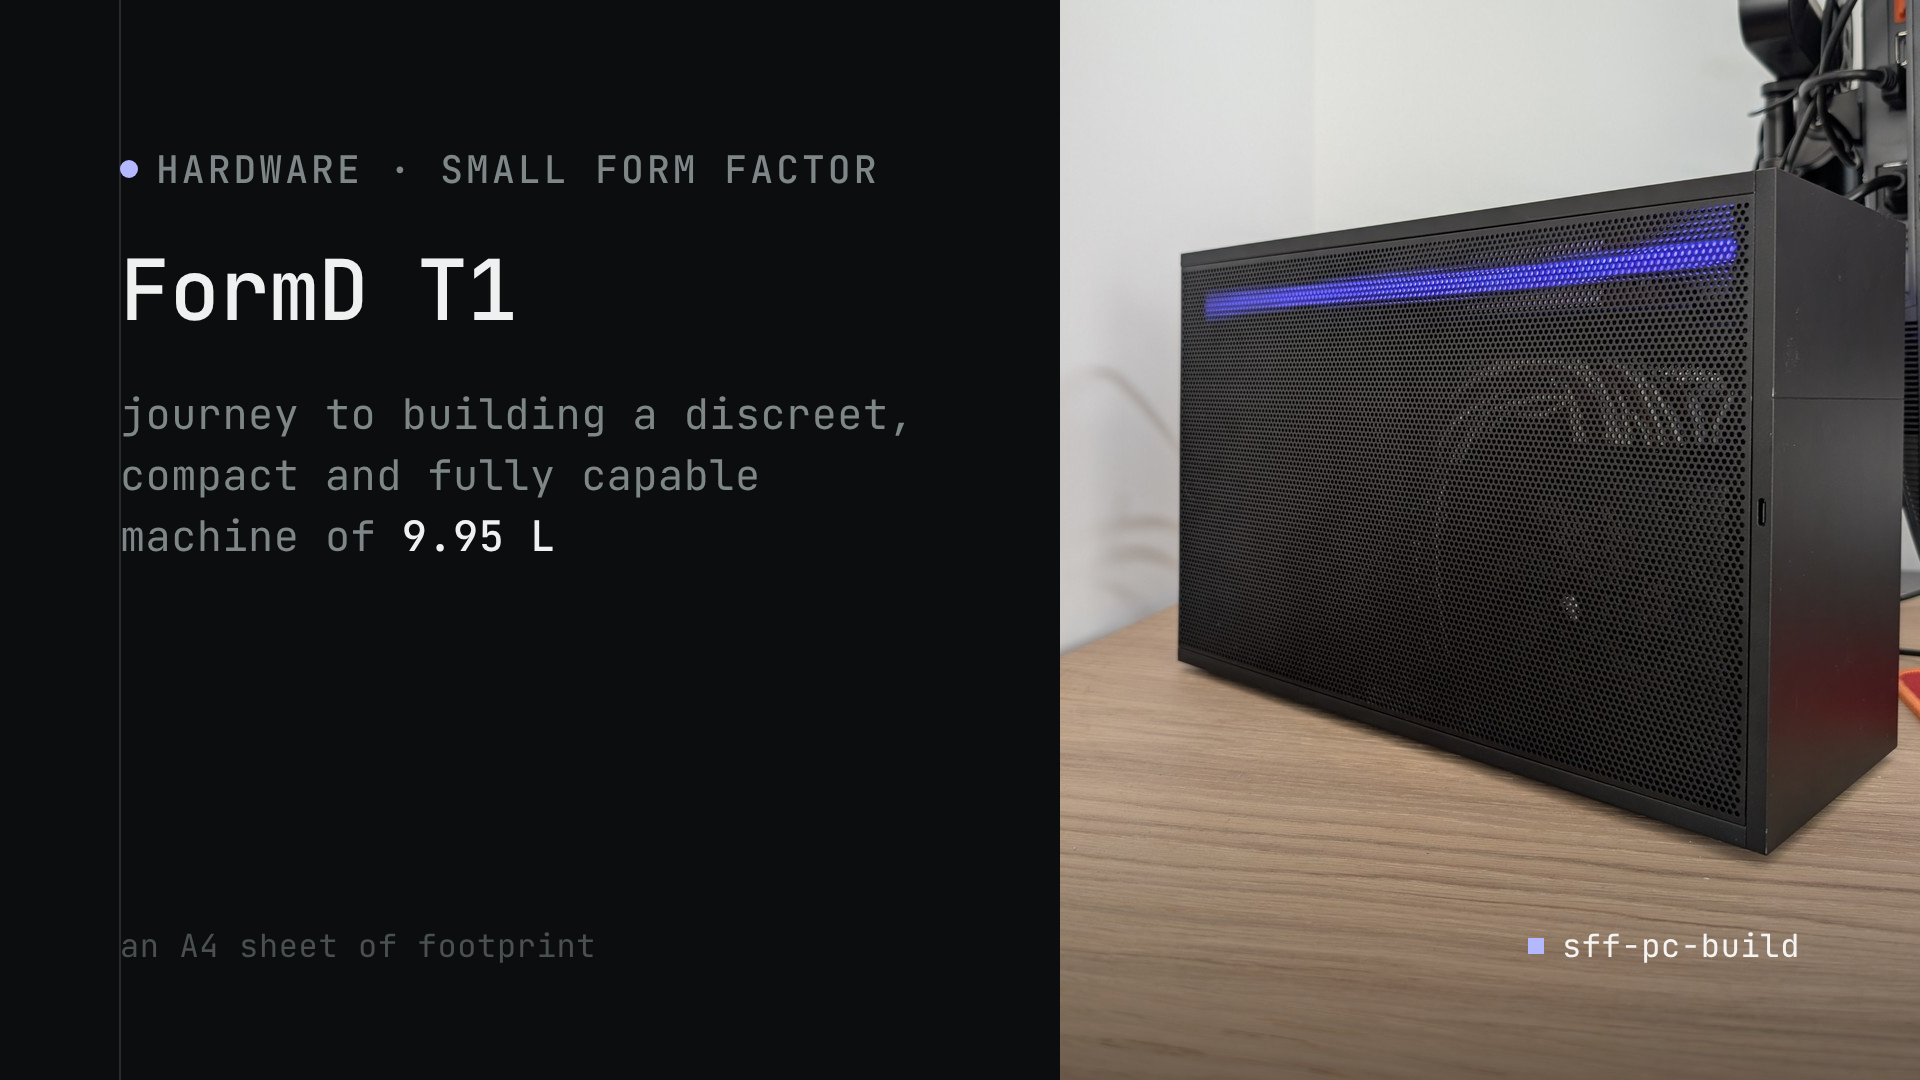 HARDWARE · SMALL FORM FACTOR
FormD T1
journey to building a discreet,
compact and fully capable
machine of 9.95 L
an A4 sheet of footprint
sff-pc-build